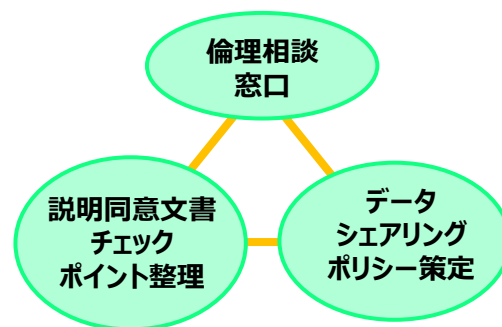 倫理相談
窓口
説明同意文書
チェック
ポイント整理
データ
シェアリング
ポリシー策定